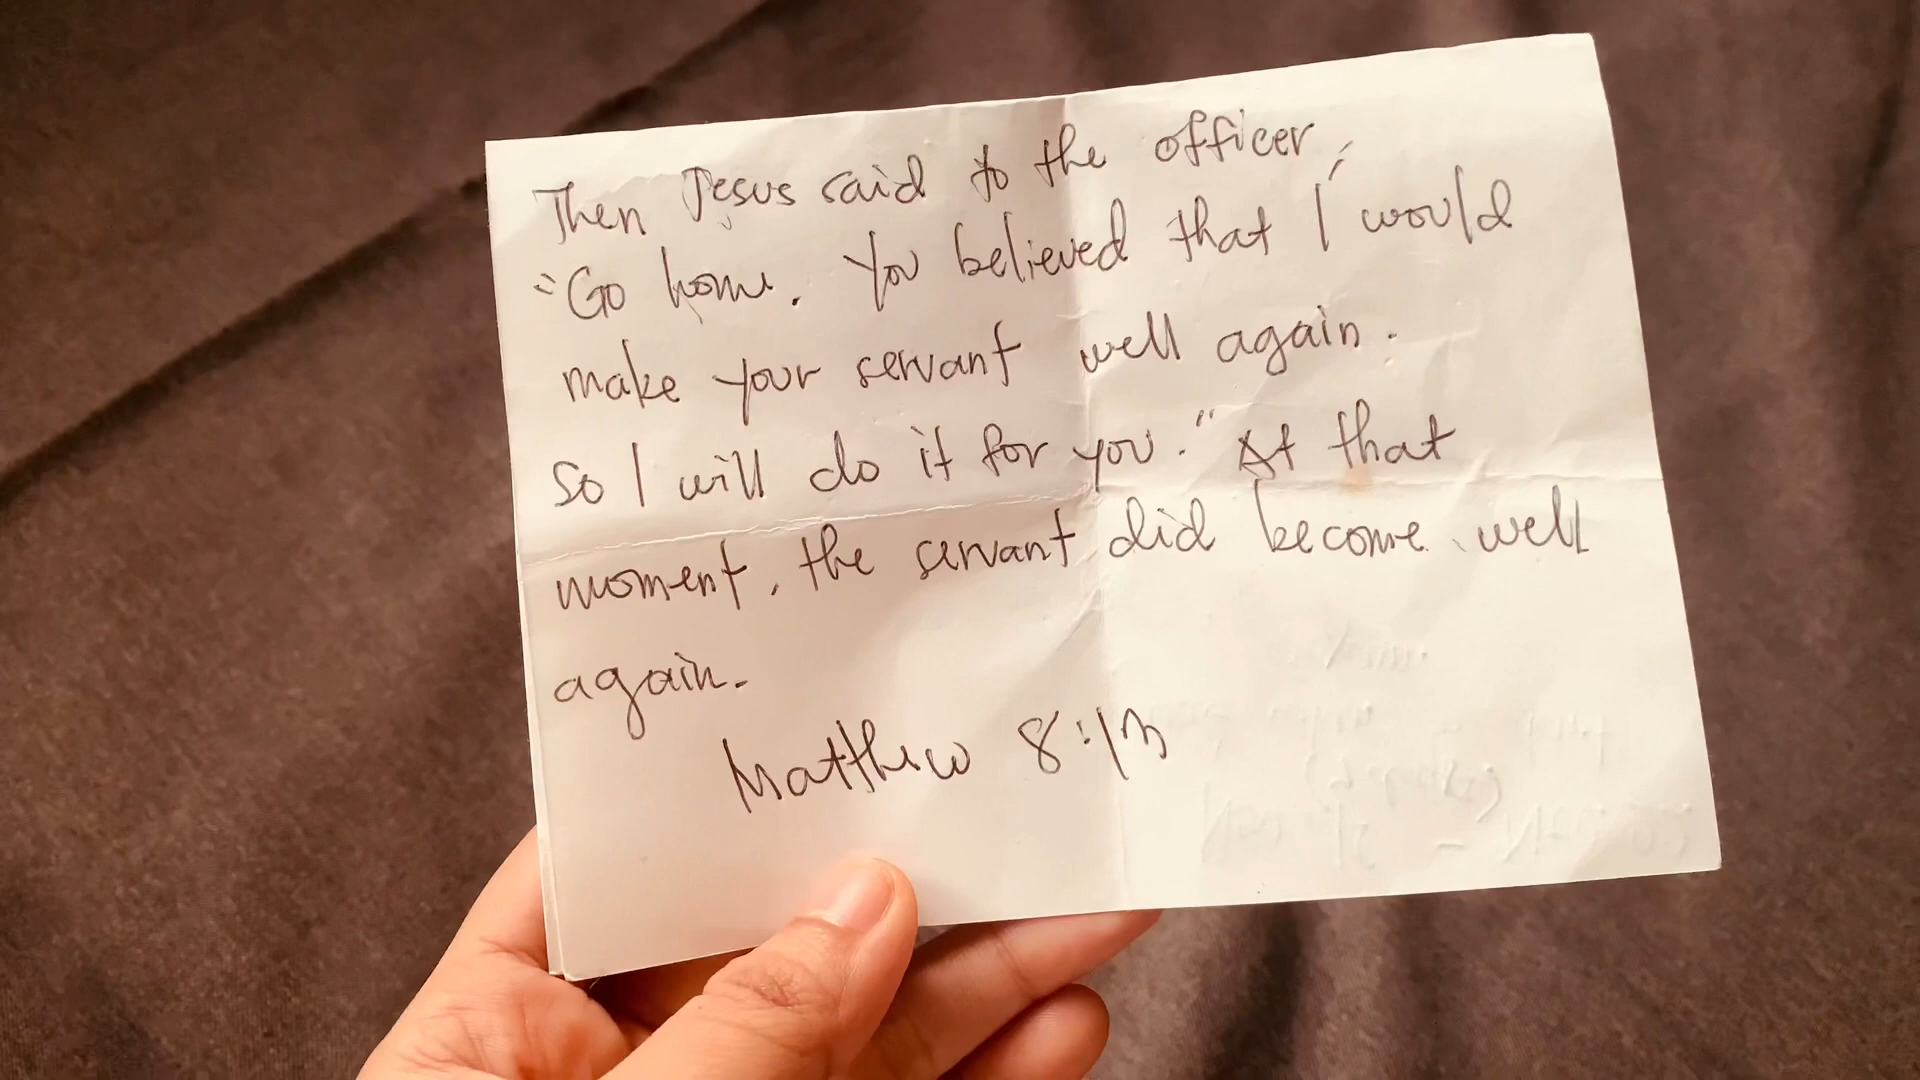 Then Jesus said to the officer,
"Go home. You believed that I would
make your servant well again.
So I will do it for you." At that
moment, the servant did become well
again.
Matthew 8:13